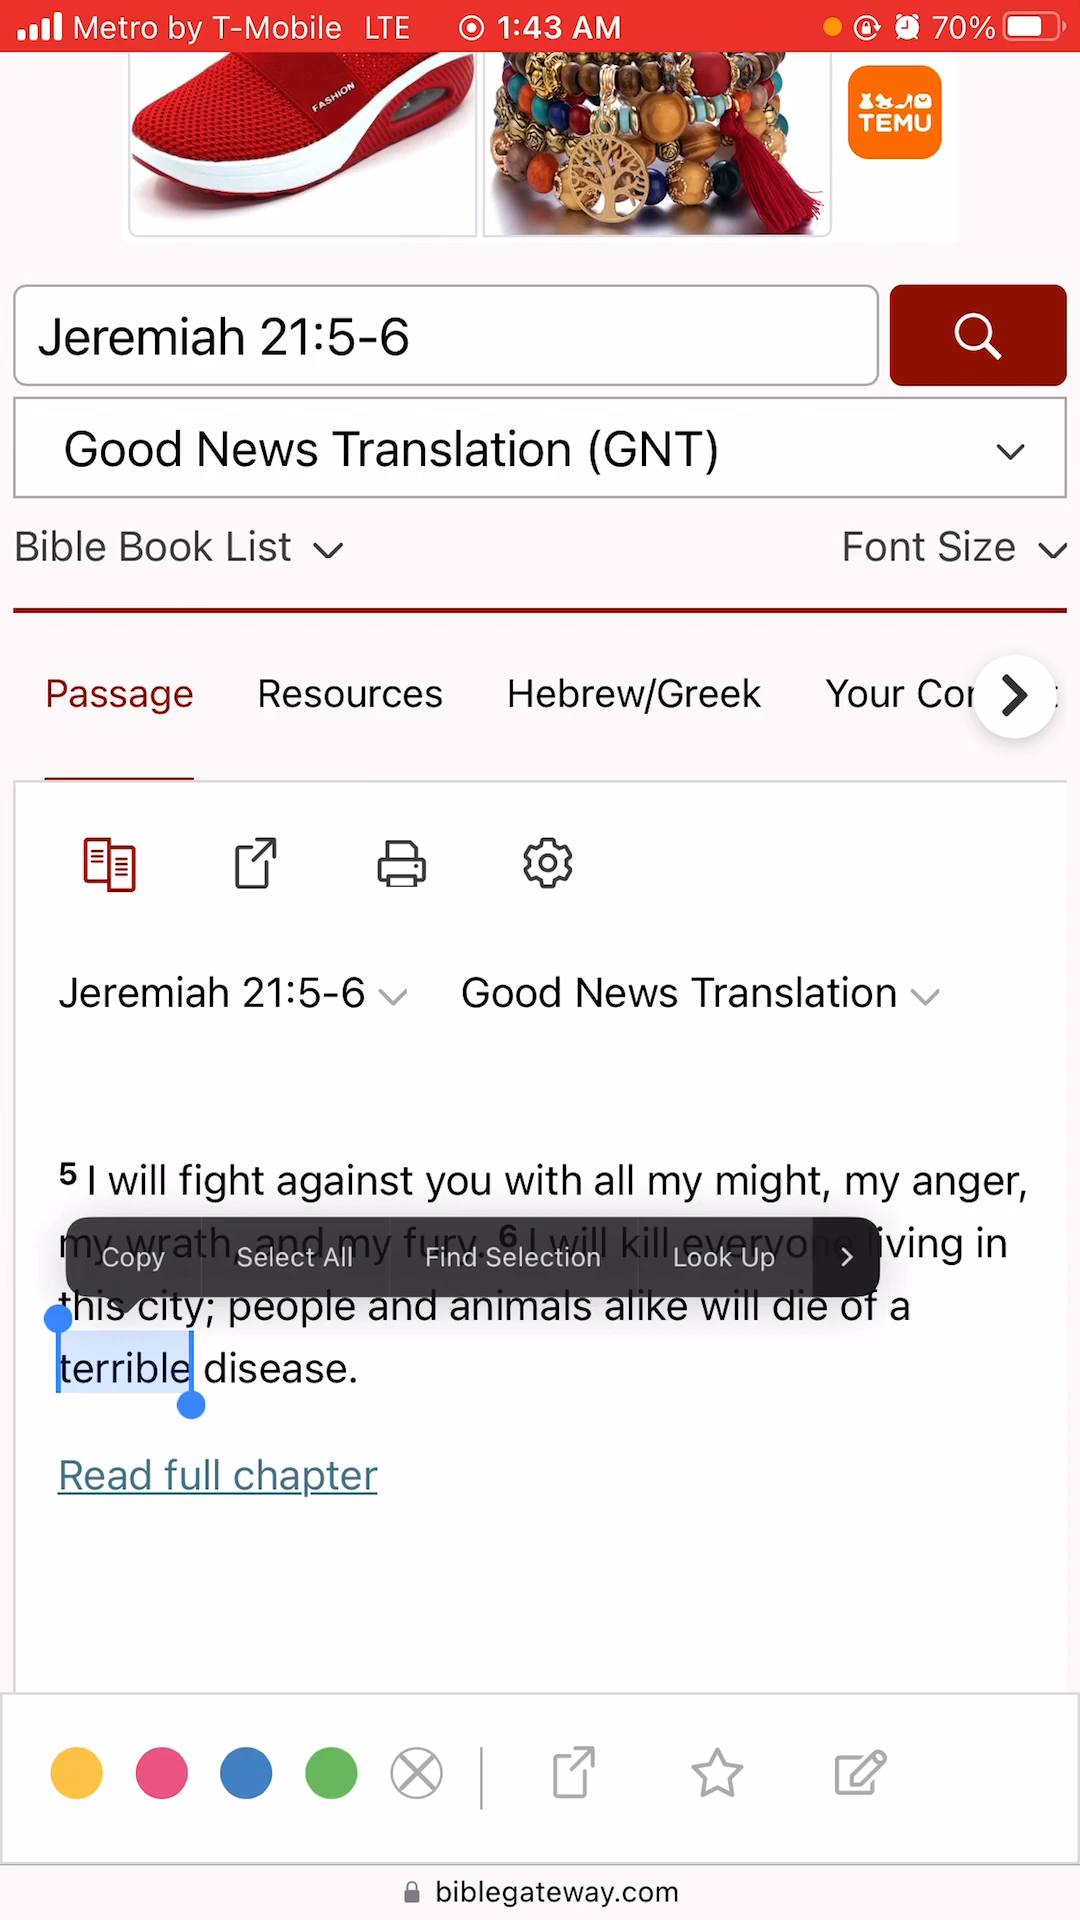 Metro by T-Mobile LTE 1:43 AM 70%
FASHION
TEMU
Jeremiah 21:5-6
Good News Translation (GNT)
Bible Book List Font Size
Passage Resources Hebrew/Greek Your Con
Jeremiah 21:5-6 Good News Translation
5 I will fight against you with all my might, my anger,
my wrath, and my fury. 6 I will kill everyone living in
Copy Select All Find Selection Look Up
this city; people and animals alike will die of a
terrible disease.
Read full chapter
biblegateway.com